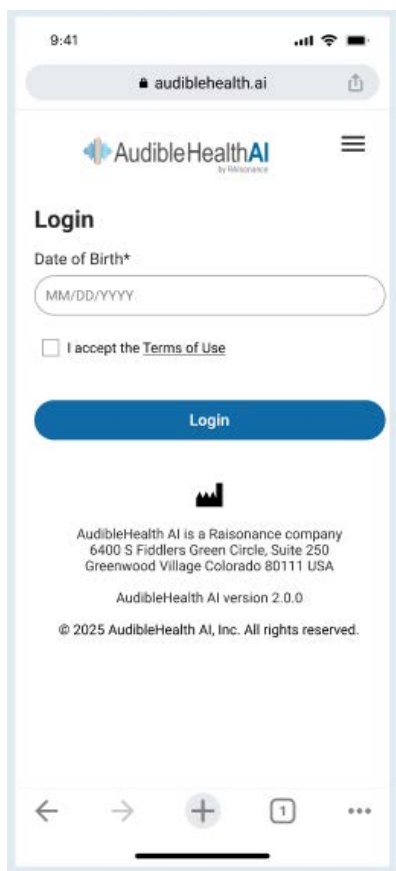 9:41
audiblehealth.ai
AudibleHealthAI
by RAIsonance
Login
Date of Birth*
MM/DD/YYYY
I accept the Terms of Use
Login
AudibleHealth AI is a Raisonance company
6400 S Fiddlers Green Circle, Suite 250
Greenwood Village Colorado 80111 USA
AudibleHealth AI version 2.0.0
© 2025 AudibleHealth AI, Inc. All rights reserved.
1